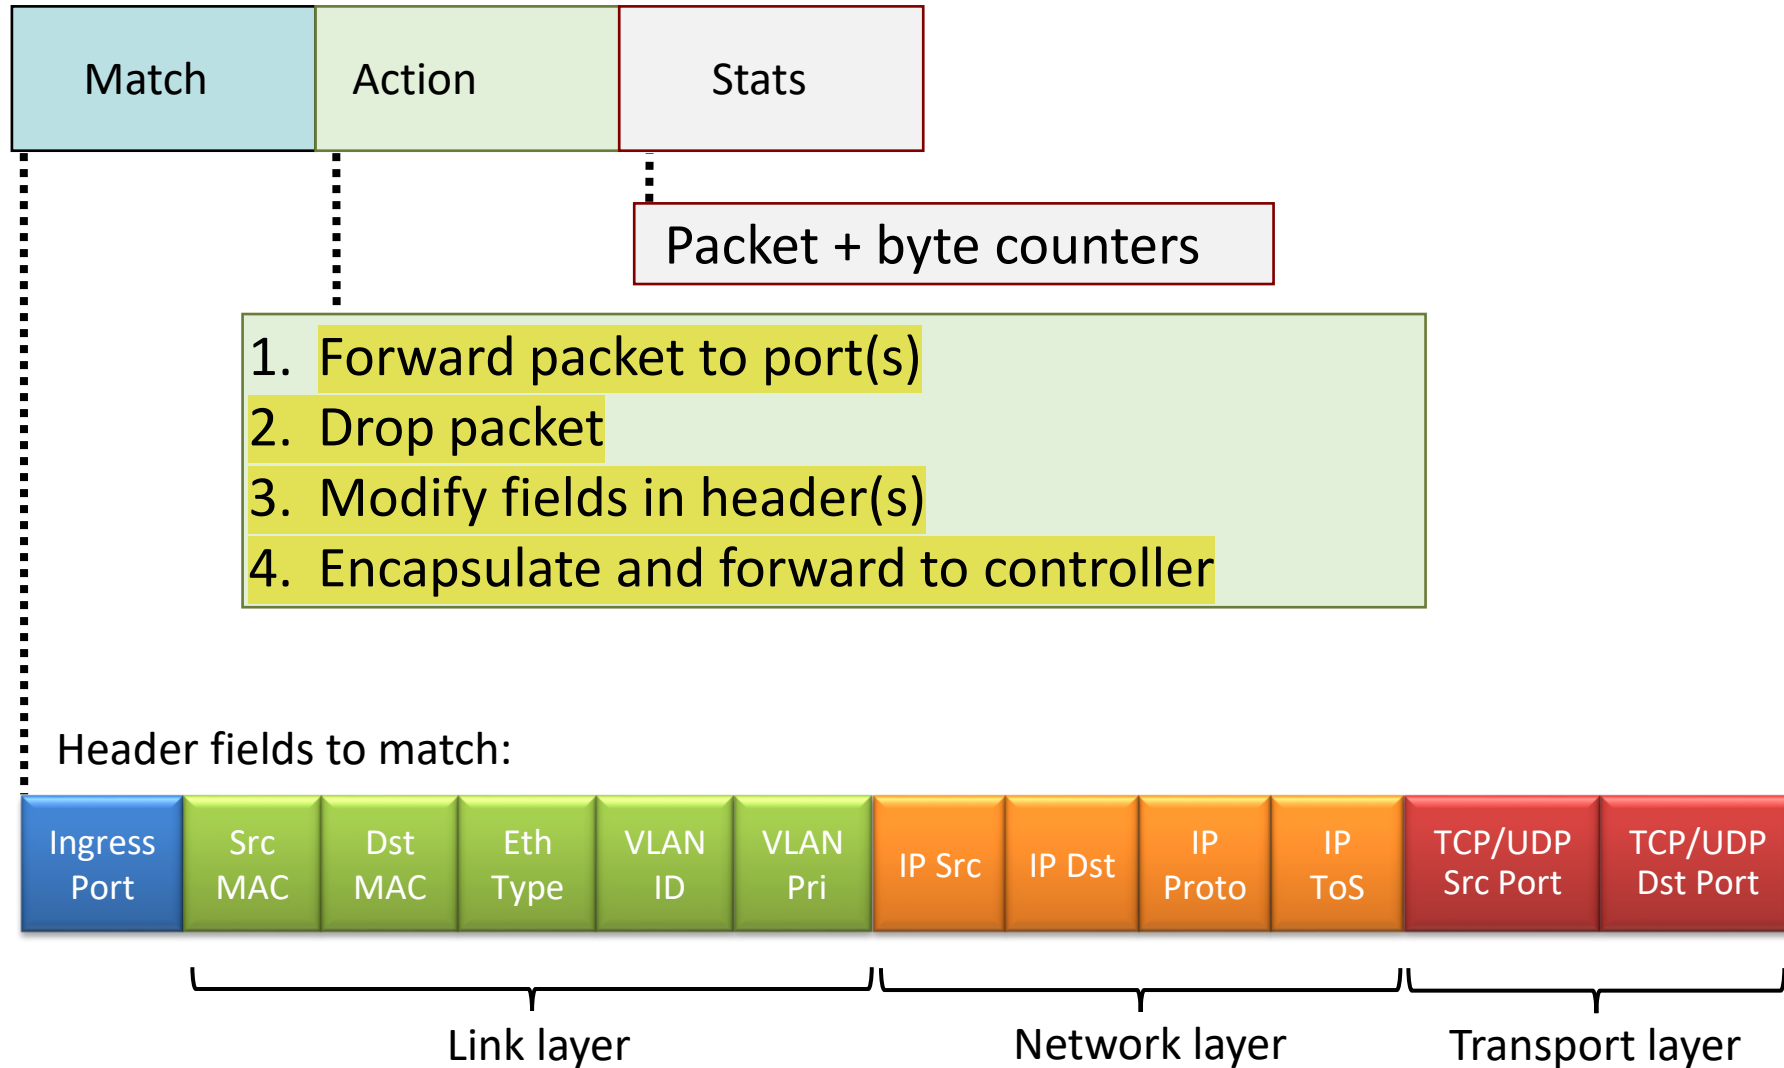 Match Action Stats
Packet + byte counters
1. Forward packet to port(s)
2. Drop packet
3. Modify fields in header(s)
4. Encapsulate and forward to controller
Header fields to match:
Ingress
Port
Src
MAC
Dst
MAC
Eth
Type
VLAN
ID
VLAN
Pri
IP Src
IP Dst
IP
Proto
IP
ToS
TCP/UDP
Src Port
TCP/UDP
Dst Port
Link layer
Network layer
Transport layer